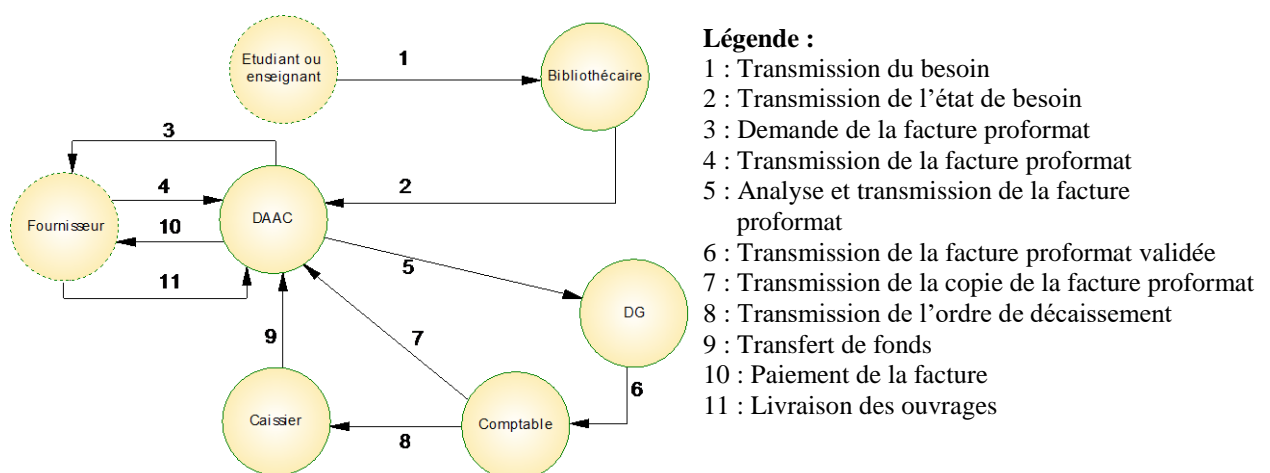 Etudiant ou
enseignant
1
Bibliothécaire
3
2
4
Fournisseur
DAAC
10
11
5
DG
9
7
6
Caissier
8
Comptable
Légende :
1 : Transmission du besoin
2 : Transmission de l’état de besoin
3 : Demande de la facture proformat
4 : Transmission de la facture proformat
5 : Analyse et transmission de la facture
proformat
6 : Transmission de la facture proformat validée
7 : Transmission de la copie de la facture proformat
8 : Transmission de l’ordre de décaissement
9 : Transfert de fonds
10 : Paiement de la facture
11 : Livraison des ouvrages